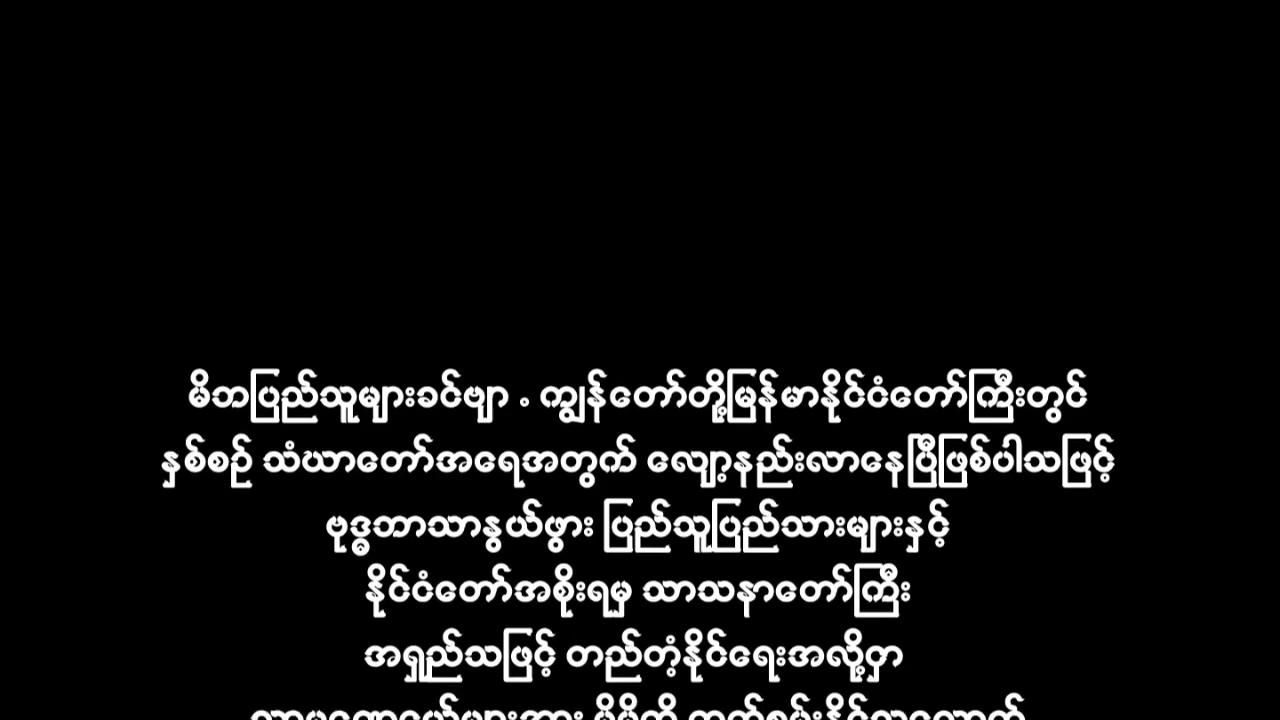 မိဘပြည်သူများခင်ဗျာ . ကျွန်တော်တို့မြန်မာနိုင်ငံတော်ကြီးတွင်
နှစ်စဉ် သံဃာတော်အရေအတွက် လျော့နည်းလာနေပြီဖြစ်ပါသဖြင့်
ဗုဒ္ဓဘာသာနွယ်ဖွား ပြည်သူပြည်သားများနှင့်
နိုင်ငံတော်အစိုးရမှ သာသနာတော်ကြီး
အရှည်သဖြင့် တည်တံ့နိုင်ရေးအလို့ငှာ